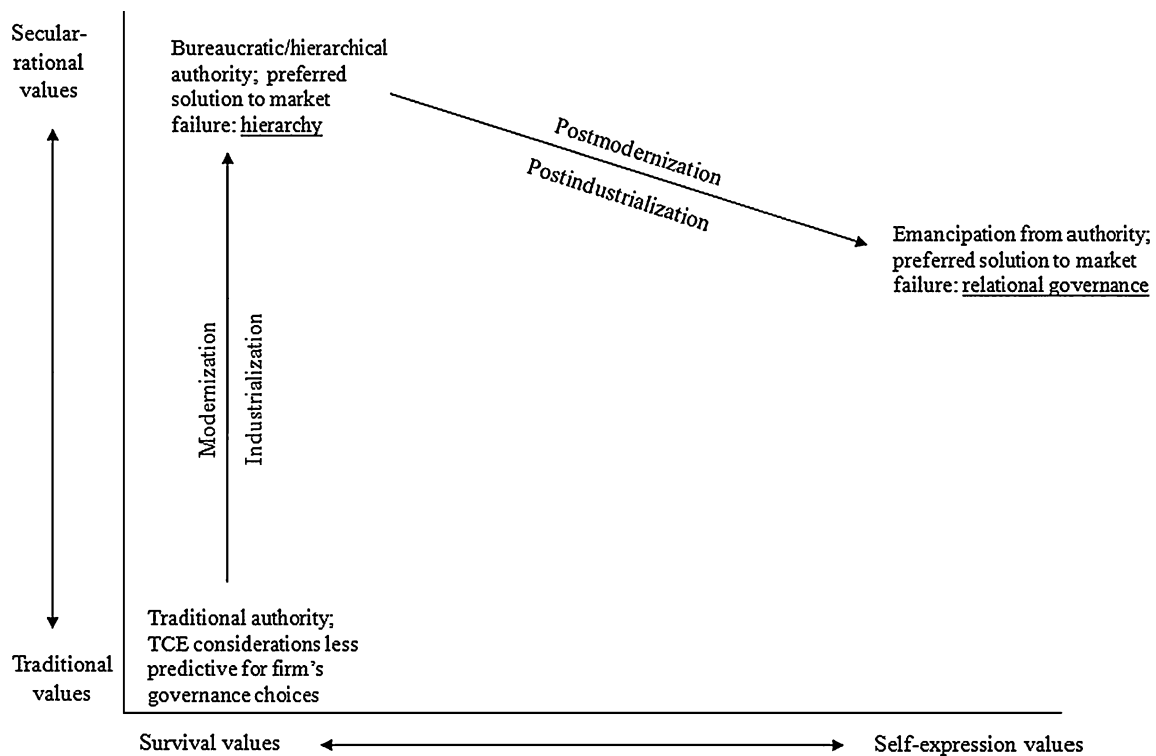 Secular-
rational
values
Bureaucratic/hierarchical
authority; preferred
solution to market
failure: hierarchy
Postmodernization
Postindustrialization
Emancipation from authority;
preferred solution to market
failure: relational governance
Modernization
Industrialization
Traditional authority;
TCE considerations less
predictive for firm's
governance choices
Traditional
values
Survival values
Self-expression values